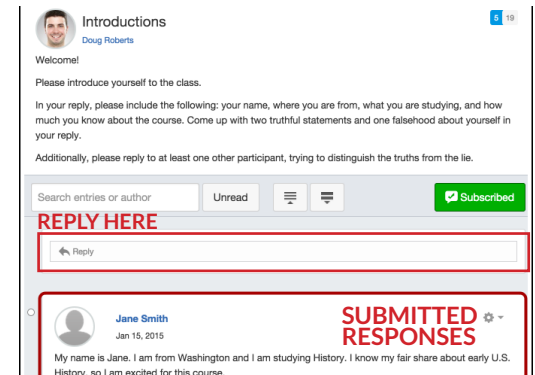 Introductions
5 19
Doug Roberts
Welcome!
Please introduce yourself to the class.
In your reply, please include the following: your name, where you are from, what you are studying, and how
much you know about the course. Come up with two truthful statements and one falsehood about yourself in
your reply.
Additionally, please reply to at least one other participant, trying to distinguish the truths from the lie.
Search entries or author
Unread
Subscribed
REPLY HERE
Reply
Jane Smith
Jan 15, 2015
SUBMITTED
RESPONSES
My name is Jane. I am from Washington and I am studying History. I know my fair share about early U.S.
History, so I am excited for this course.